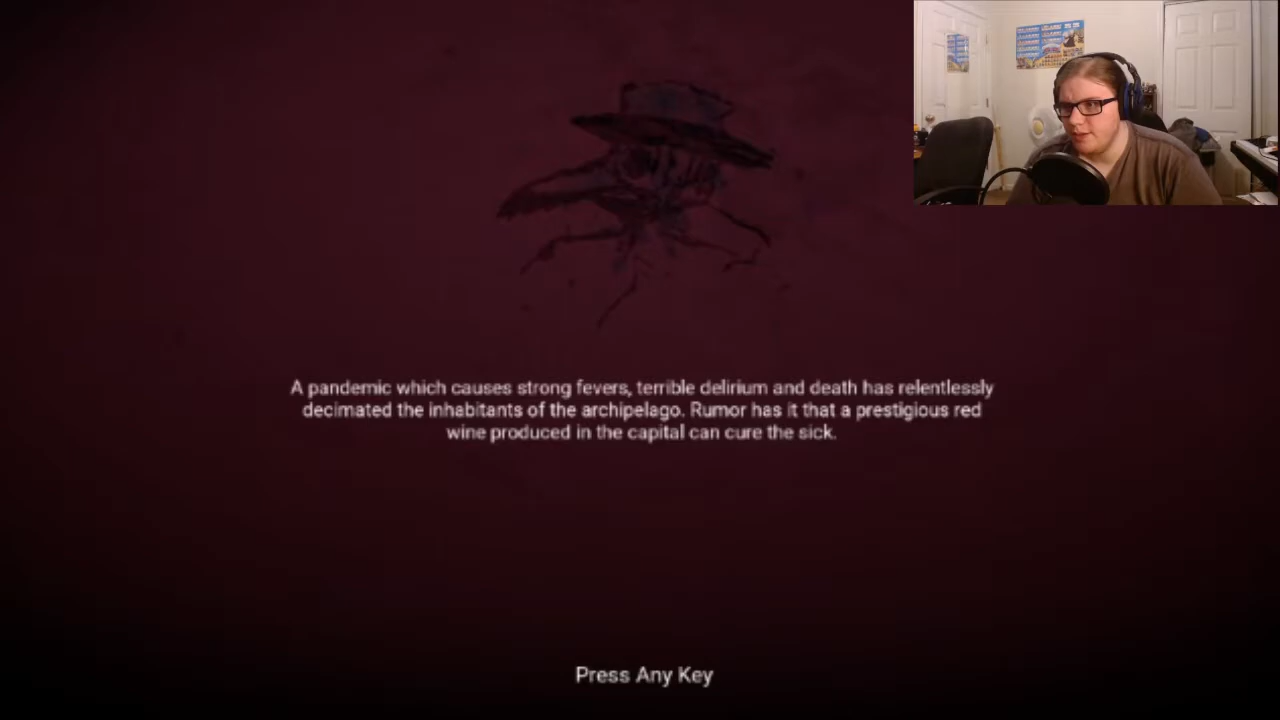 A pandemic which causes strong fevers, terrible delirium and death has relentlessly
decimated the inhabitants of the archipelago. Rumor has it that a prestigious red
wine produced in the capital can cure the sick.
Press Any Key